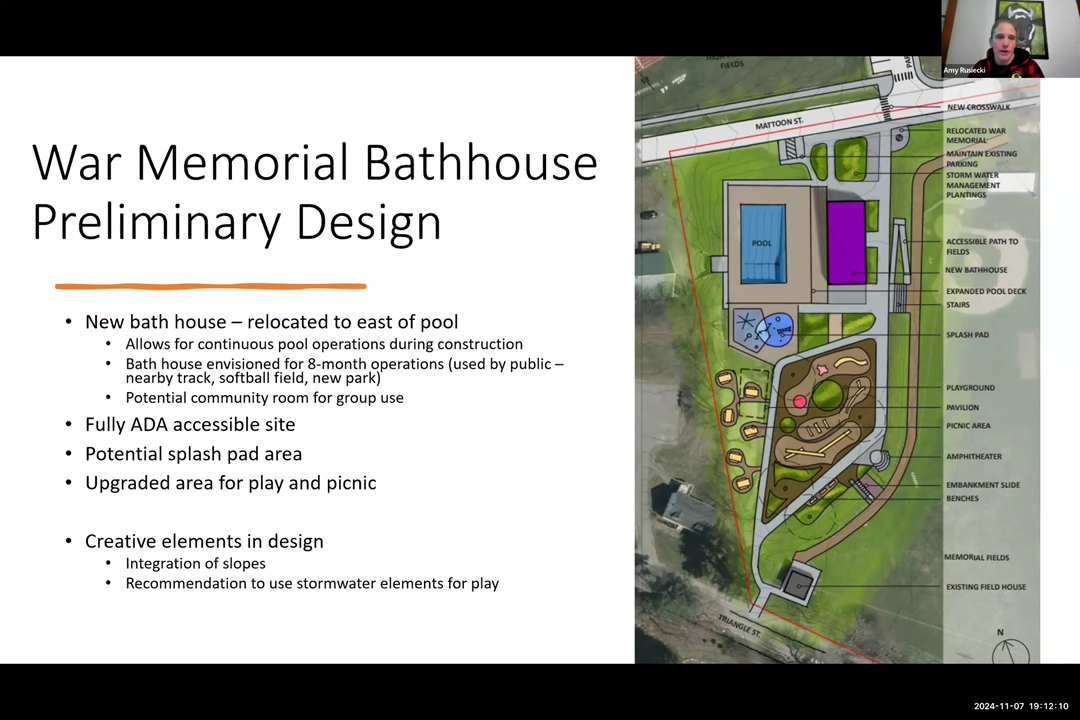 Amy Rusiecki
War Memorial Bathhouse
Preliminary Design
• New bath house – relocated to east of pool
• Allows for continuous pool operations during construction
• Bath house envisioned for 8-month operations (used by public –
nearby track, softball field, new park)
• Potential community room for group use
• Fully ADA accessible site
• Potential splash pad area
• Upgraded area for play and picnic
• Creative elements in design
• Integration of slopes
• Recommendation to use stormwater elements for play
FIELDS
MATTOON ST.
POOL
TRIANGLE ST.
NEW CROSSWALK
RELOCATED WAR
MEMORIAL
MAINTAIN EXISTING
PARKING
STORM WATER
MANAGEMENT
PLANTINGS
ACCESSIBLE PATH TO
FIELDS
NEW BATHHOUSE
EXPANDED POOL DECK
STAIRS
SPLASH PAD
PLAYGROUND
PAVILION
PICNIC AREA
AMPHITHEATER
EMBANKMENT SLIDE
BENCHES
MEMORIAL FIELDS
EXISTING FIELD HOUSE
N
2024-11-07 19:12:10